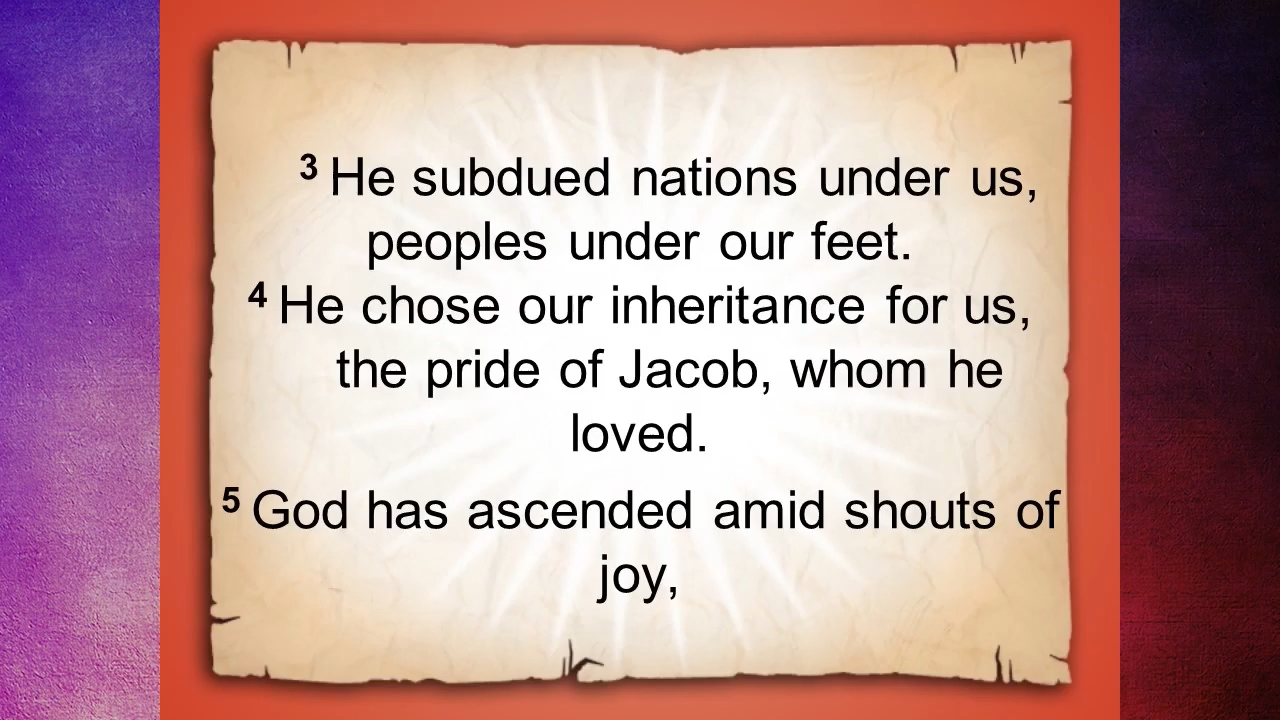 3 He subdued nations under us,
peoples under our feet.
4 He chose our inheritance for us,
the pride of Jacob, whom he
loved.
5 God has ascended amid shouts of
joy,